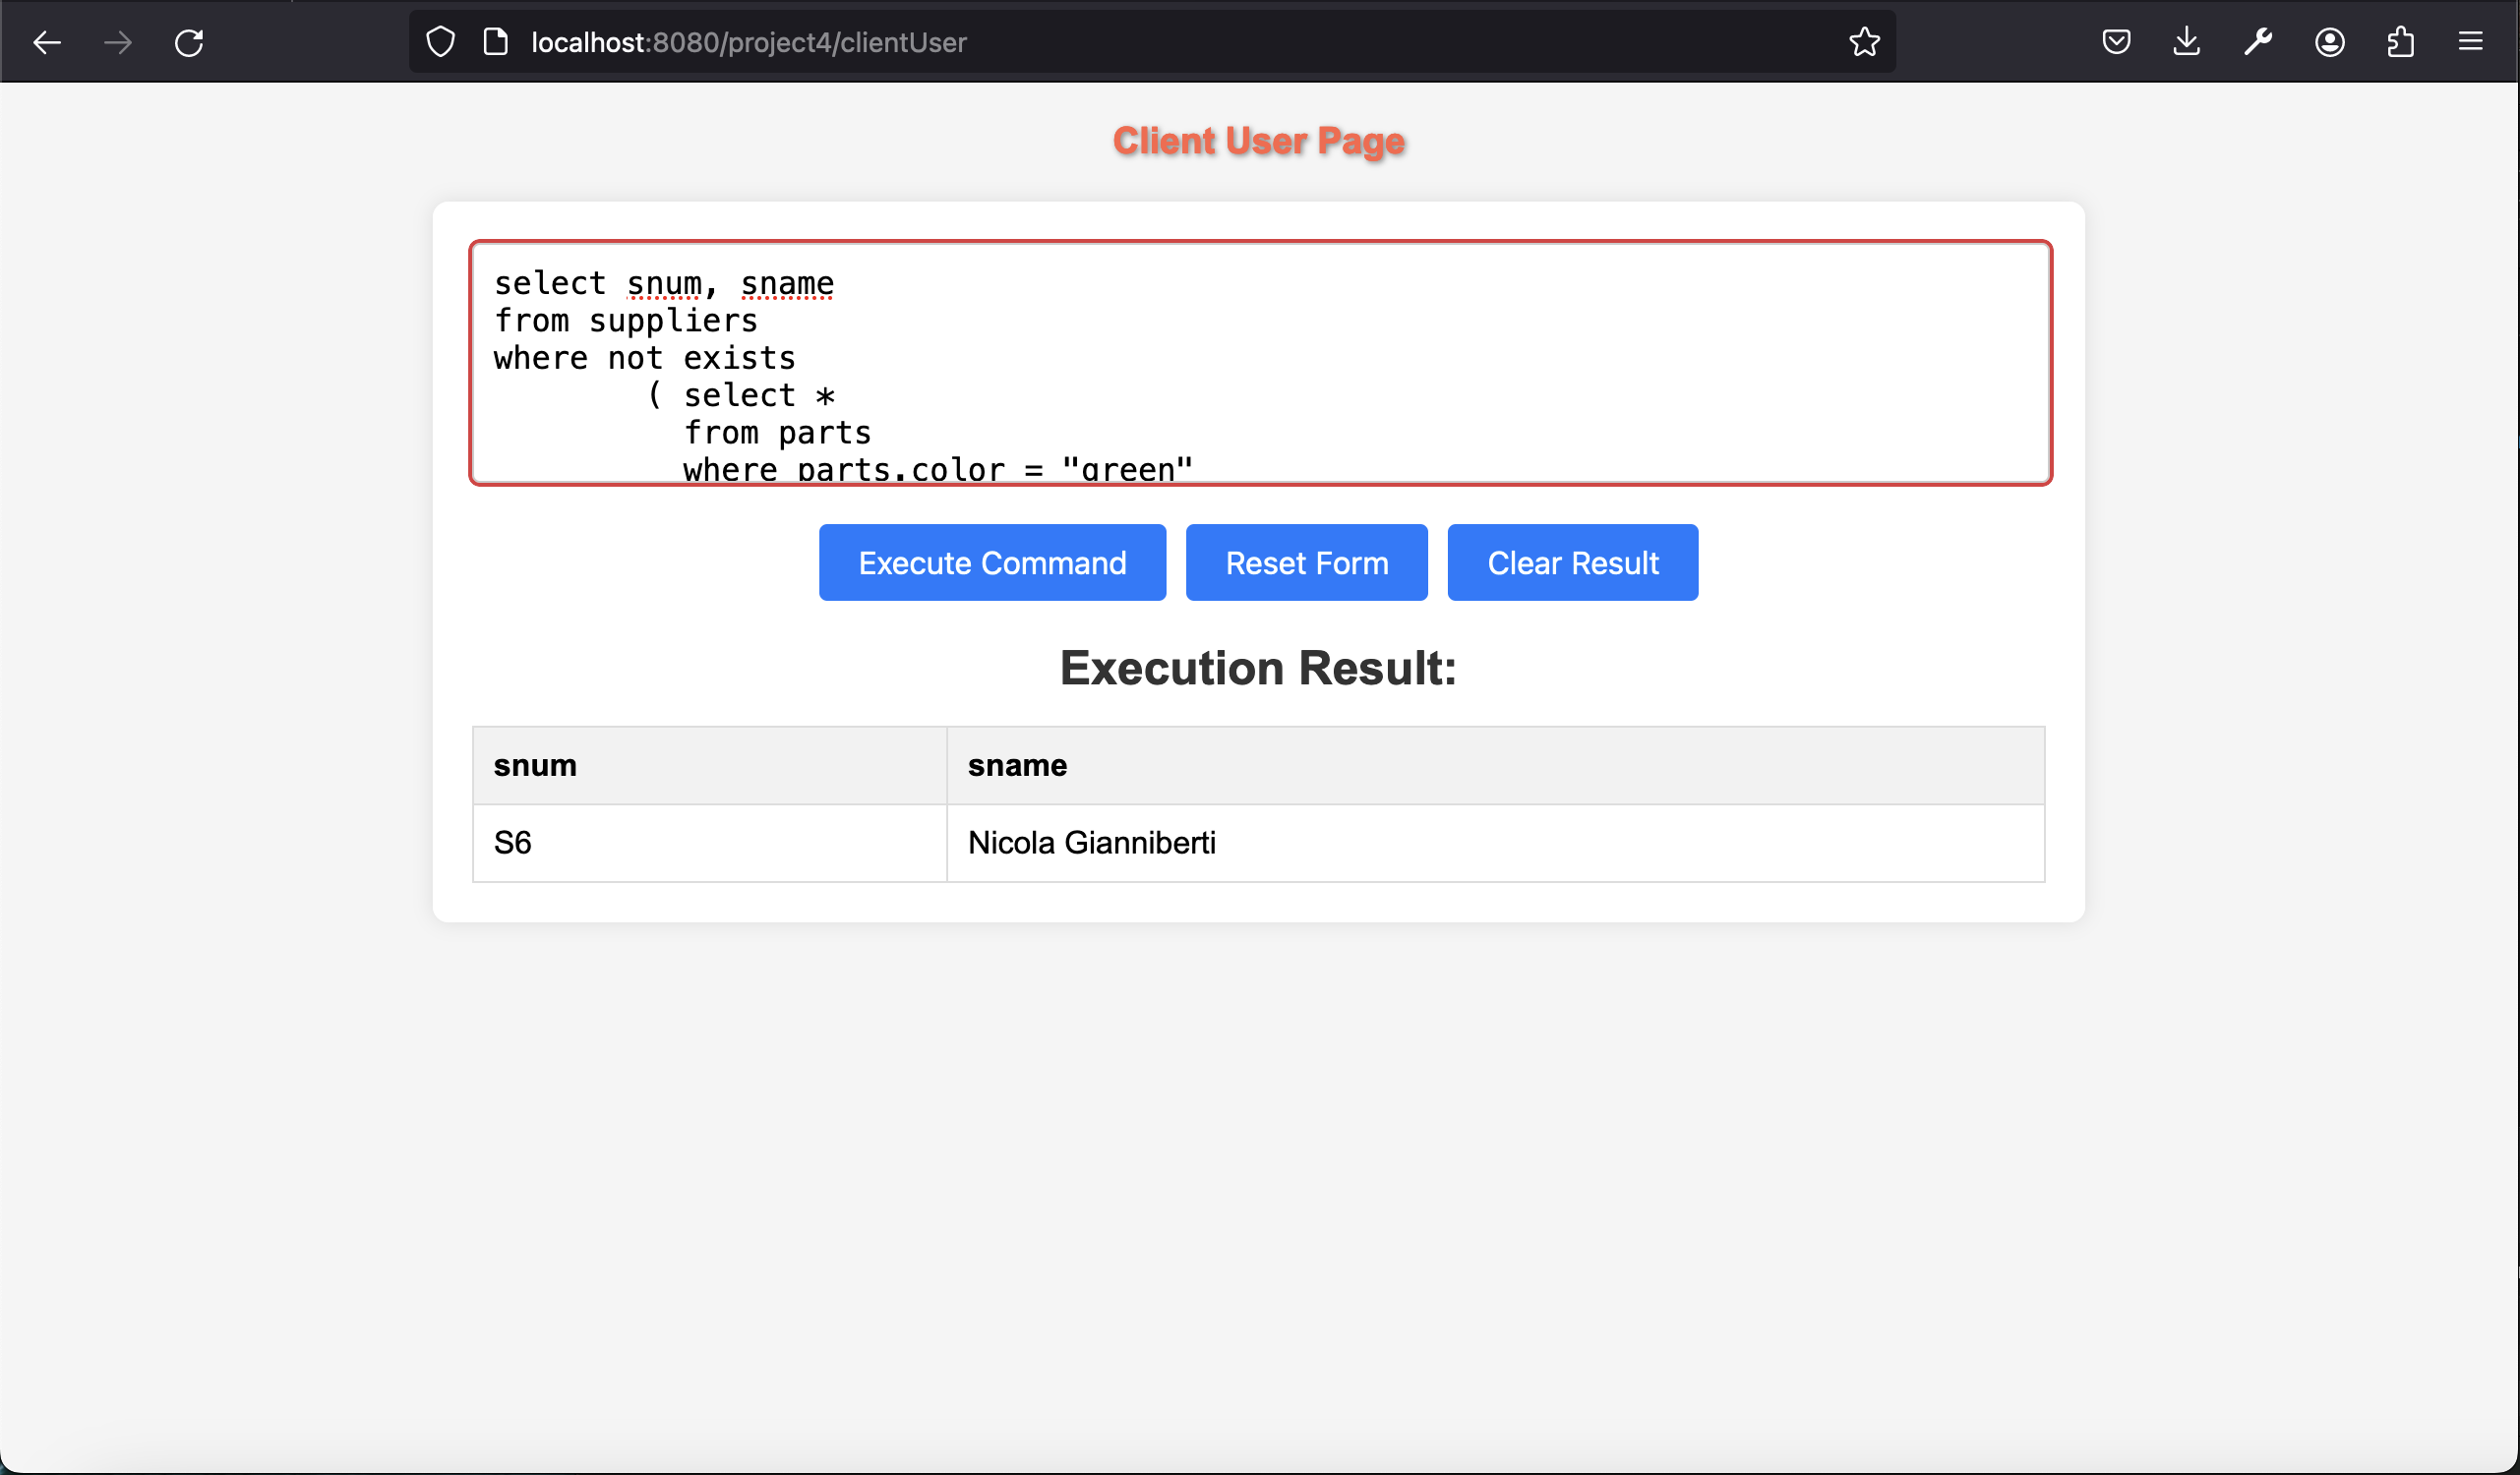 localhost:8080/project4/clientUser
Client User Page
select snum, sname
from suppliers
where not exists
( select *
from parts
where parts.color = "green"
Execute Command
Reset Form
Clear Result
Execution Result:
snum sname
S6 Nicola Gianniberti